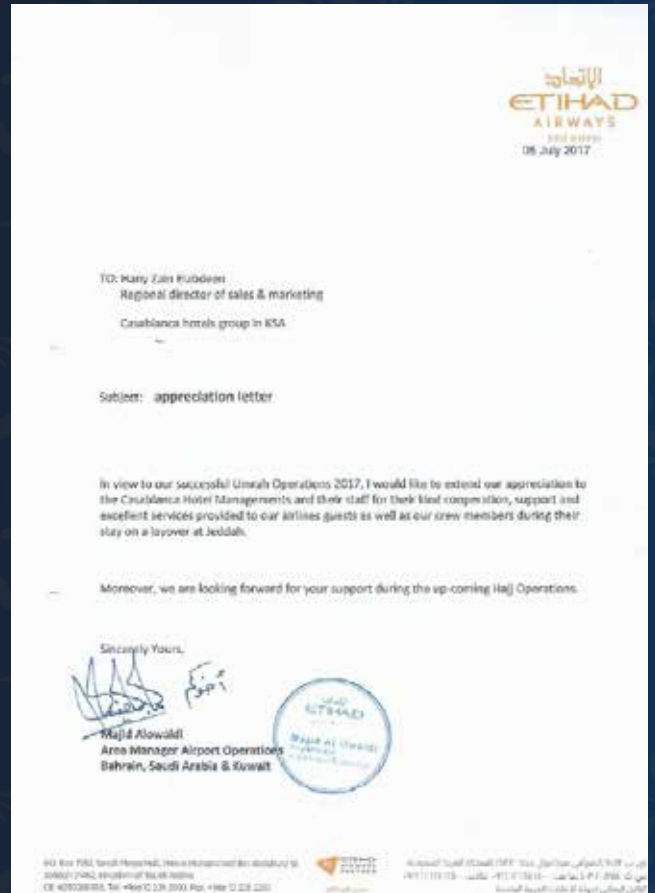 الإتحاد
ETIHAD
AIRWAYS
06 July 2017
TO: Hany Zain
Regional director of sales & marketing
Casablanca hotels group in KSA
Subject: appreciation letter
In view to our successful Umrah Operations 2017, I would like to extend our appreciation to
the Casablanca Hotel Managements and their staff for their kind cooperation, support and
excellent services provided to our airlines guests as well as our crew members during their
stay on a layover at Jeddah.
Moreover, we are looking forward for your support during the up-coming Hajj Operations.
Sincerely Yours,
أخوكم
Majid Alowaidi
Area Manager Airport Operations
Bahrain, Saudi Arabia & Kuwait
ETIHAD